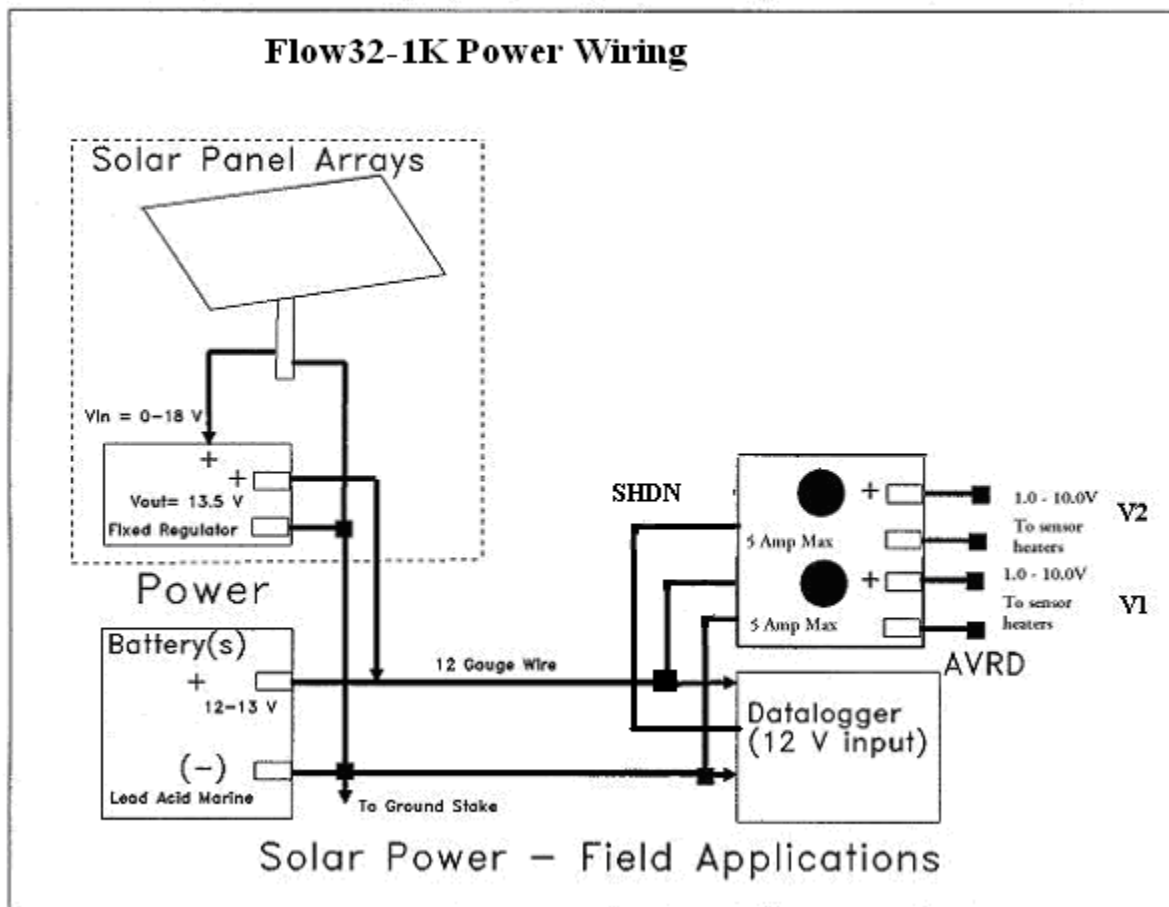 Flow32-1K Power Wiring
Solar Panel Arrays
VIn = 0-18 V
+
+
Vout= 13.5 V
FIxed Regulator
Power
Battery(s)
+
12-13 V
(-)
Lead Acid Marine
12 Gauge Wire
To Ground Stake
SHDN
+
5 Amp Max
1.0 - 10.0V
To sensor
heaters
V2
+
5 Amp Max
1.0 - 10.0V
To sensor
heaters
V1
AVRD
Datalogger
(12 V input)
Solar Power - Field Applications